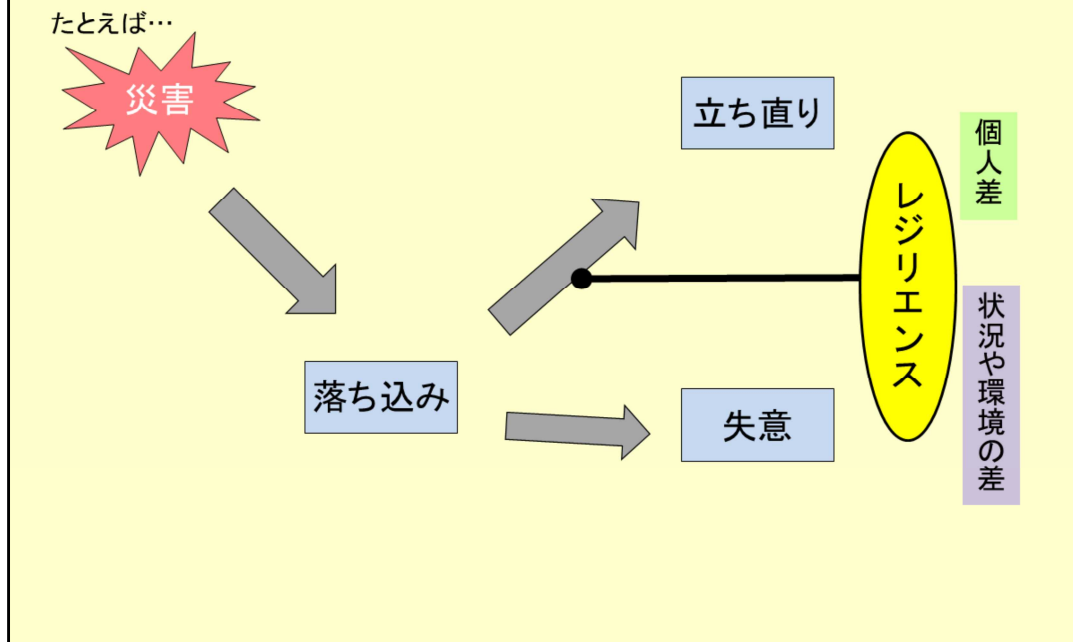 たとえば…
災害
立ち直り
個人差
レジリエンス
状況や環境の差
落ち込み
失意